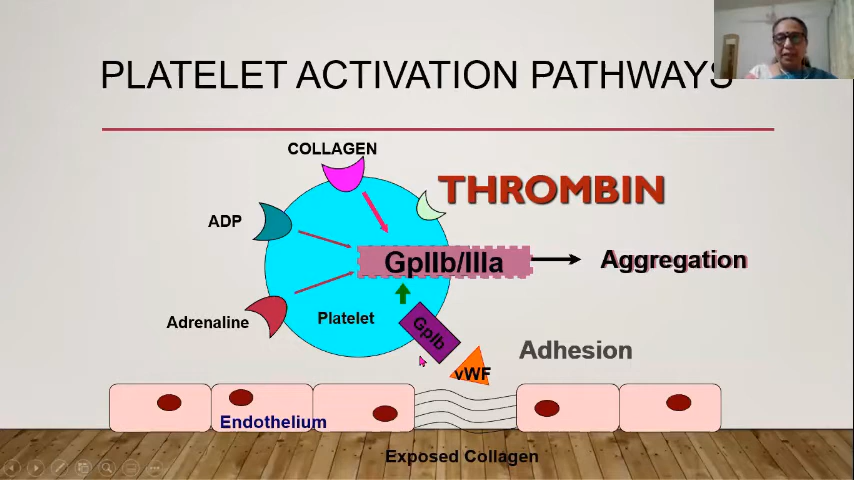 PLATELET ACTIVATION PATHWAYS
COLLAGEN
THROMBIN
ADP
GpIIb/IIIa
Aggregation
Adrenaline
Platelet
GpIb
Adhesion
vWF
Endothelium
Exposed Collagen